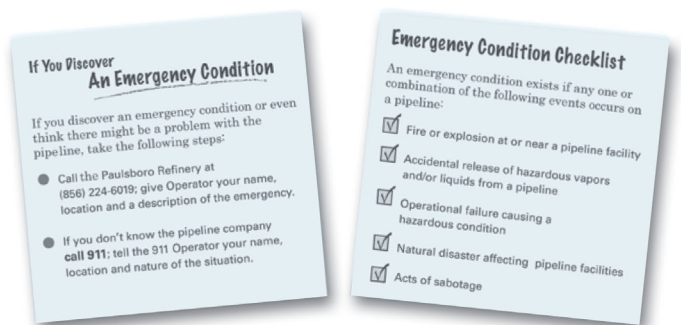 If You Discover
An Emergency Condition
If you discover an emergency condition or even
think there might be a problem with the
pipeline, take the following steps:
● Call the Paulsboro Refinery at
(856) 224-6019; give Operator your name,
location and a description of the emergency.
● If you don't know the pipeline company
call 911; tell the 911 Operator your name,
location and nature of the situation.
Emergency Condition Checklist
An emergency condition exists if any one or
combination of the following events occurs on
a pipeline:
☑ Fire or explosion at or near a pipeline facility
☑ Accidental release of hazardous vapors
and/or liquids from a pipeline
☑ Operational failure causing a
hazardous condition
☑ Natural disaster affecting pipeline facilities
☑ Acts of sabotage